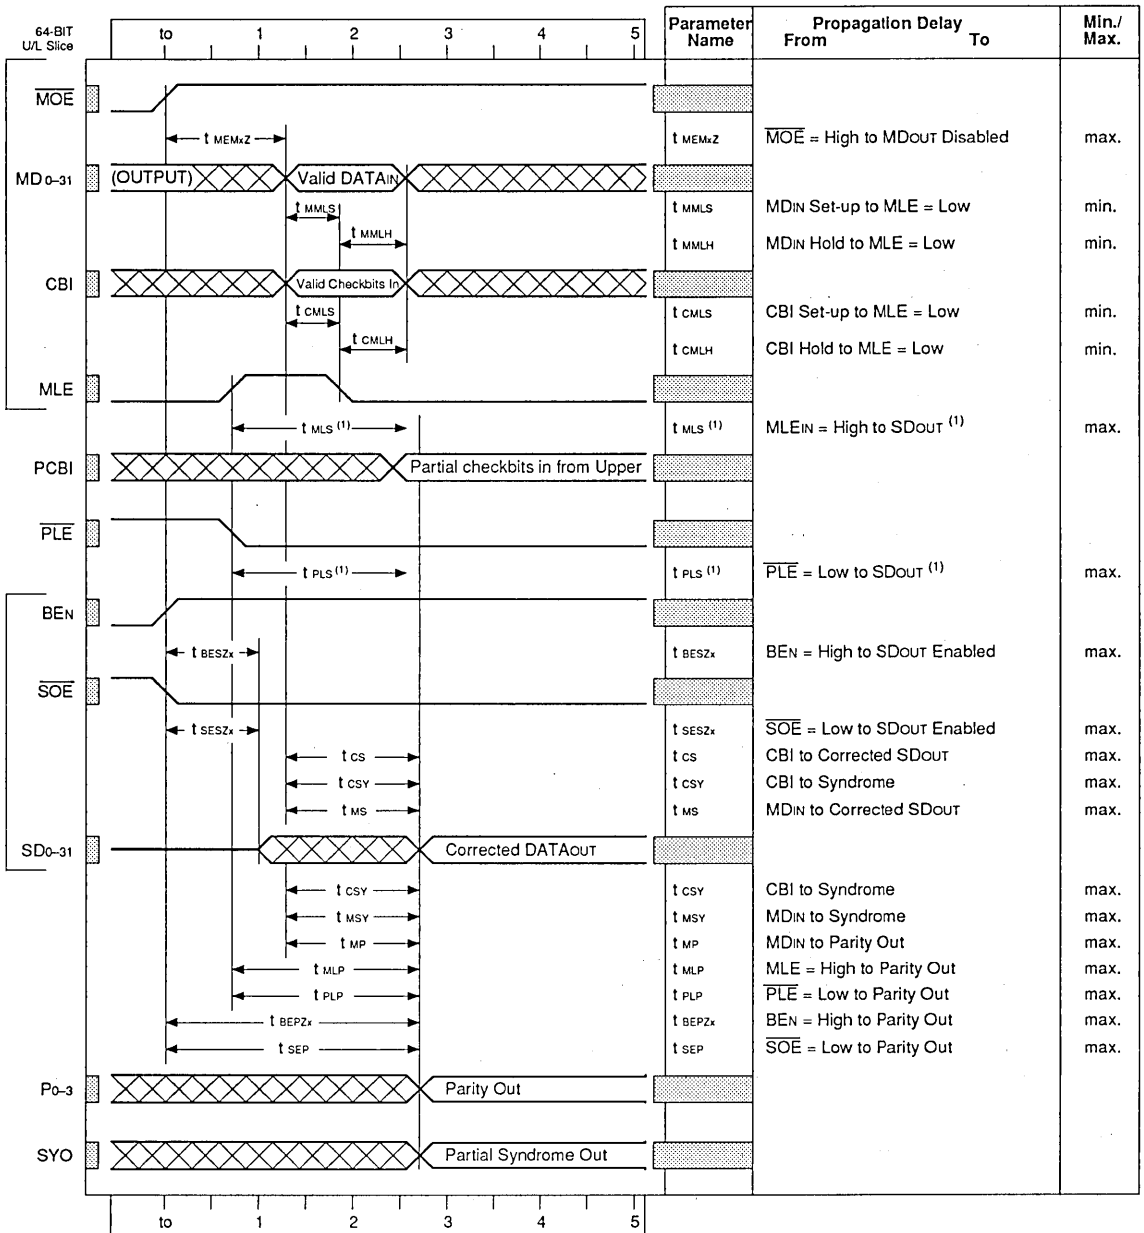 64-BIT
U/L Slice
to 1 2 3 4 5
Parameter Name
Propagation Delay
From To
Min./
Max.
MOE
t MEMxZ
t MEMxZ MOE = High to MDOUT Disabled max.
MD0–31
(OUTPUT) Valid DATAIN
t MMLS
t MMLS MDIN Set-up to MLE = Low min.
t MMLH
t MMLH MDIN Hold to MLE = Low min.
CBI
Valid Checkbits In
t CMLS
t CMLS CBI Set-up to MLE = Low min.
t CMLH
t CMLH CBI Hold to MLE = Low min.
MLE
t MLS (1)
t MLS (1) MLEIN = High to SDOUT (1) max.
PCBI
Partial checkbits in from Upper
PLE
t PLS (1)
t PLS (1) PLE = Low to SDOUT (1) max.
BEN
t BESZx
t BESZx BEN = High to SDOUT Enabled max.
SOE
t SESZx
t SESZx SOE = Low to SDOUT Enabled max.
t CS
t CS CBI to Corrected SDOUT max.
t CSY
t CSY CBI to Syndrome max.
t MS
t MS MDIN to Corrected SDOUT max.
SD0–31
Corrected DATAOUT
t CSY
t CSY CBI to Syndrome max.
t MSY
t MSY MDIN to Syndrome max.
t MP
t MP MDIN to Parity Out max.
t MLP
t MLP MLE = High to Parity Out max.
t PLP
t PLP PLE = Low to Parity Out max.
t BEPZx
t BEPZx BEN = High to Parity Out max.
t SEP
t SEP SOE = Low to Parity Out max.
P0–3
Parity Out
SYO
Partial Syndrome Out
to 1 2 3 4 5